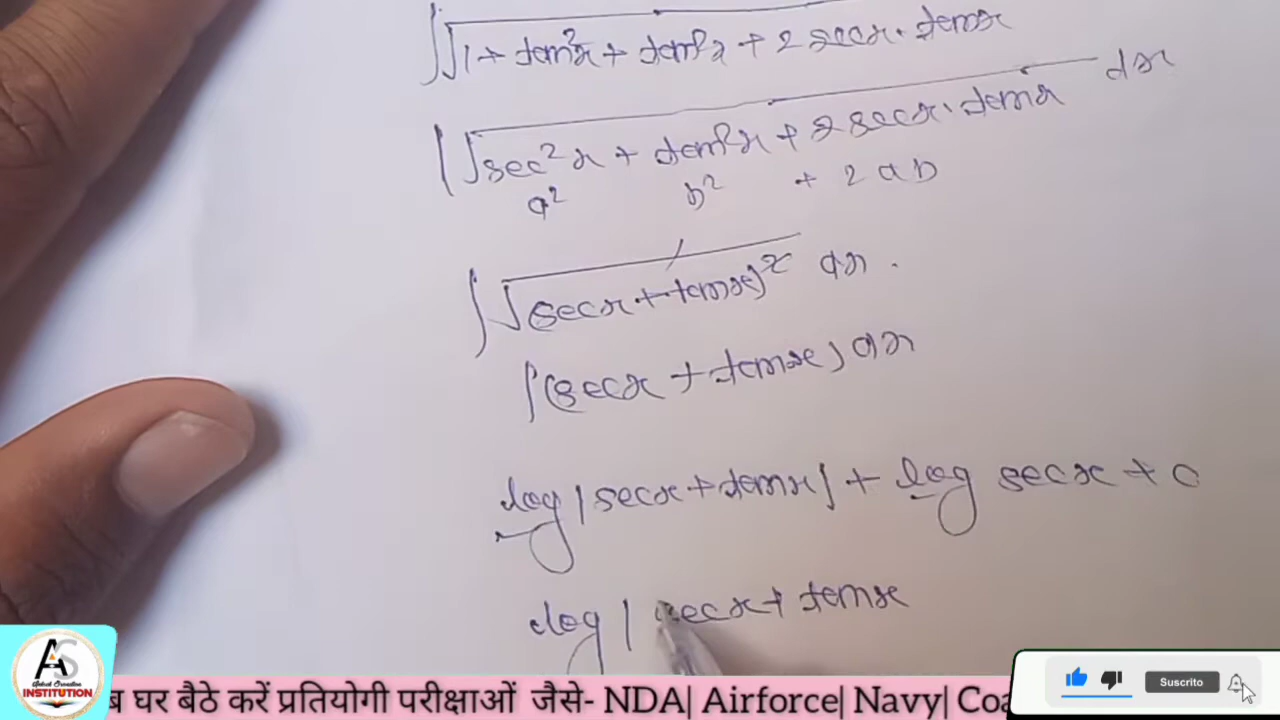 ∫√1 + tan²x + tan²x + 2 secx . tanx
∫√sec²x + tan²x + 2 secx . tanx dx
a² b² + 2 a b
∫√(secx + tanx)² dx .
∫(secx + tanx) dx
log |secx + tanx| + log secx + c
log | secx + tanx
AS
INSTITUTION
ब घर बैठे करें प्रतियोगी परीक्षाओं जैसे- NDA| Airforce| Navy| Coa
Suscrito